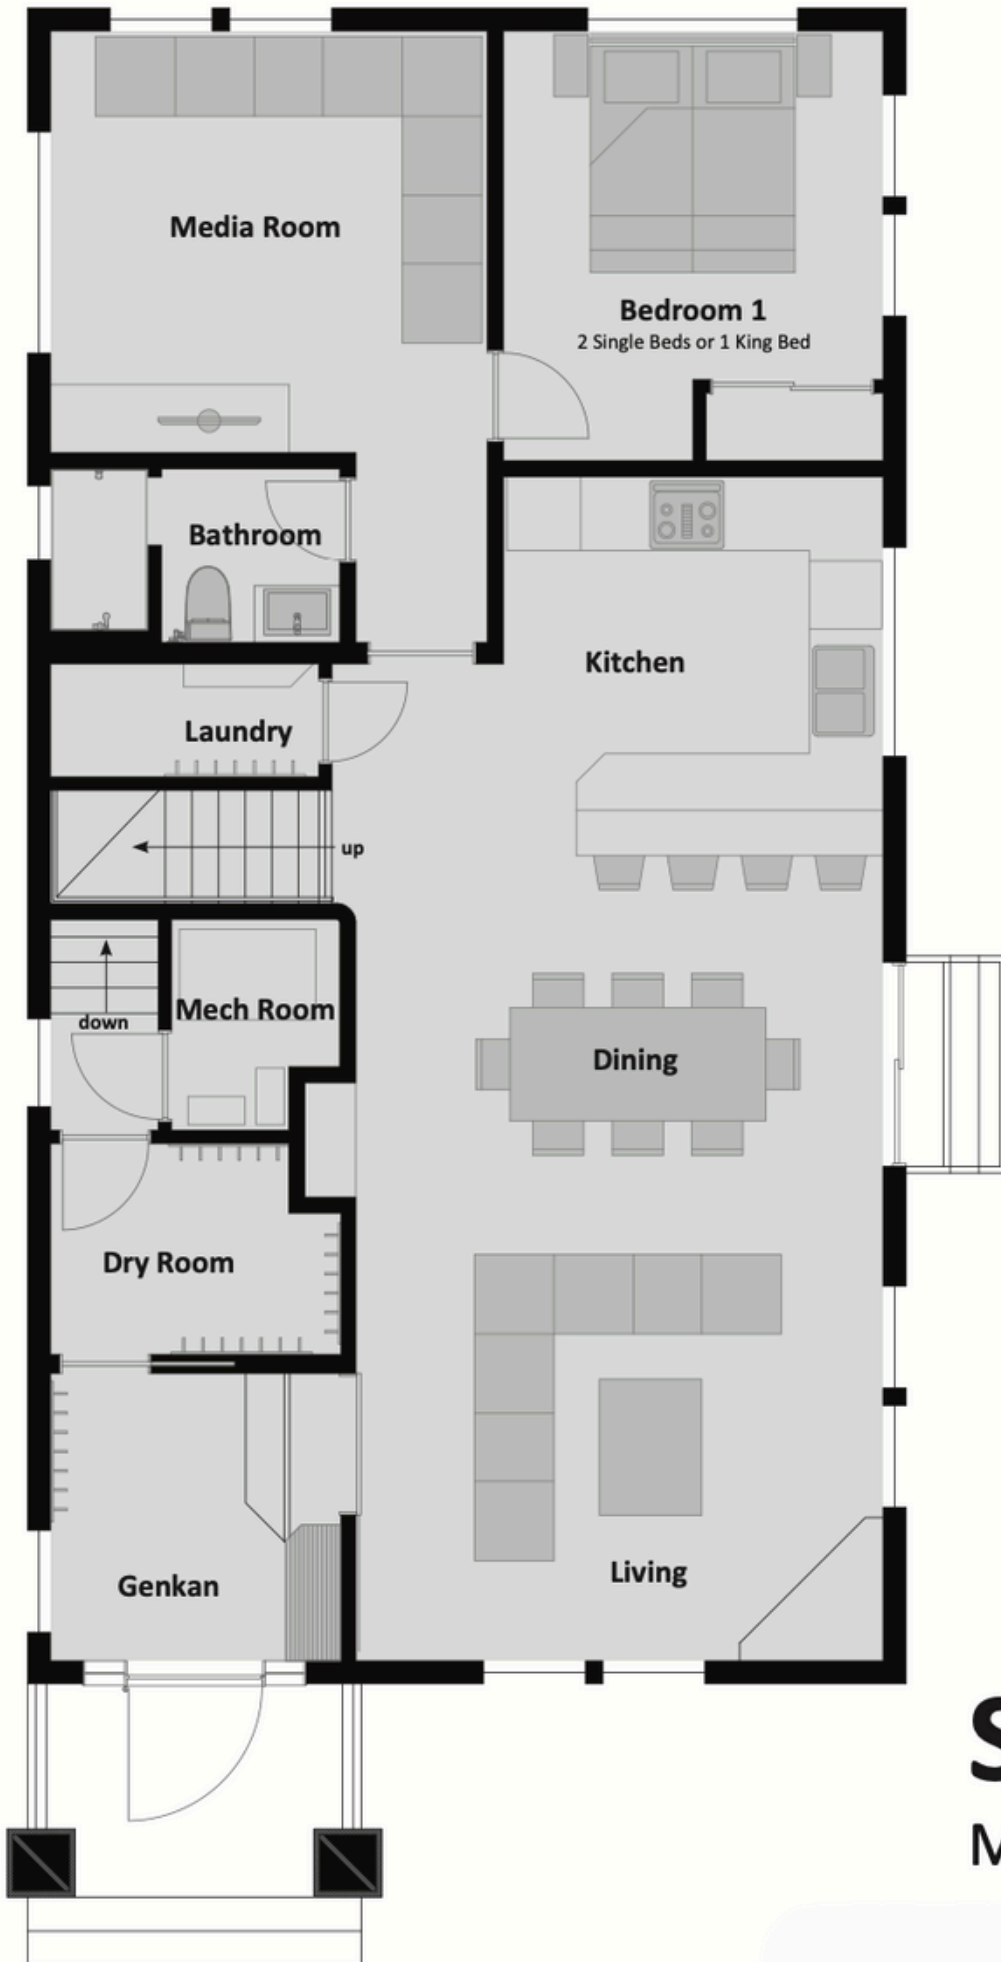 Media Room
Bedroom 1
2 Single Beds or 1 King Bed
Bathroom
Kitchen
Laundry
up
Mech Room
down
Dining
Dry Room
Living
Genkan
S
M